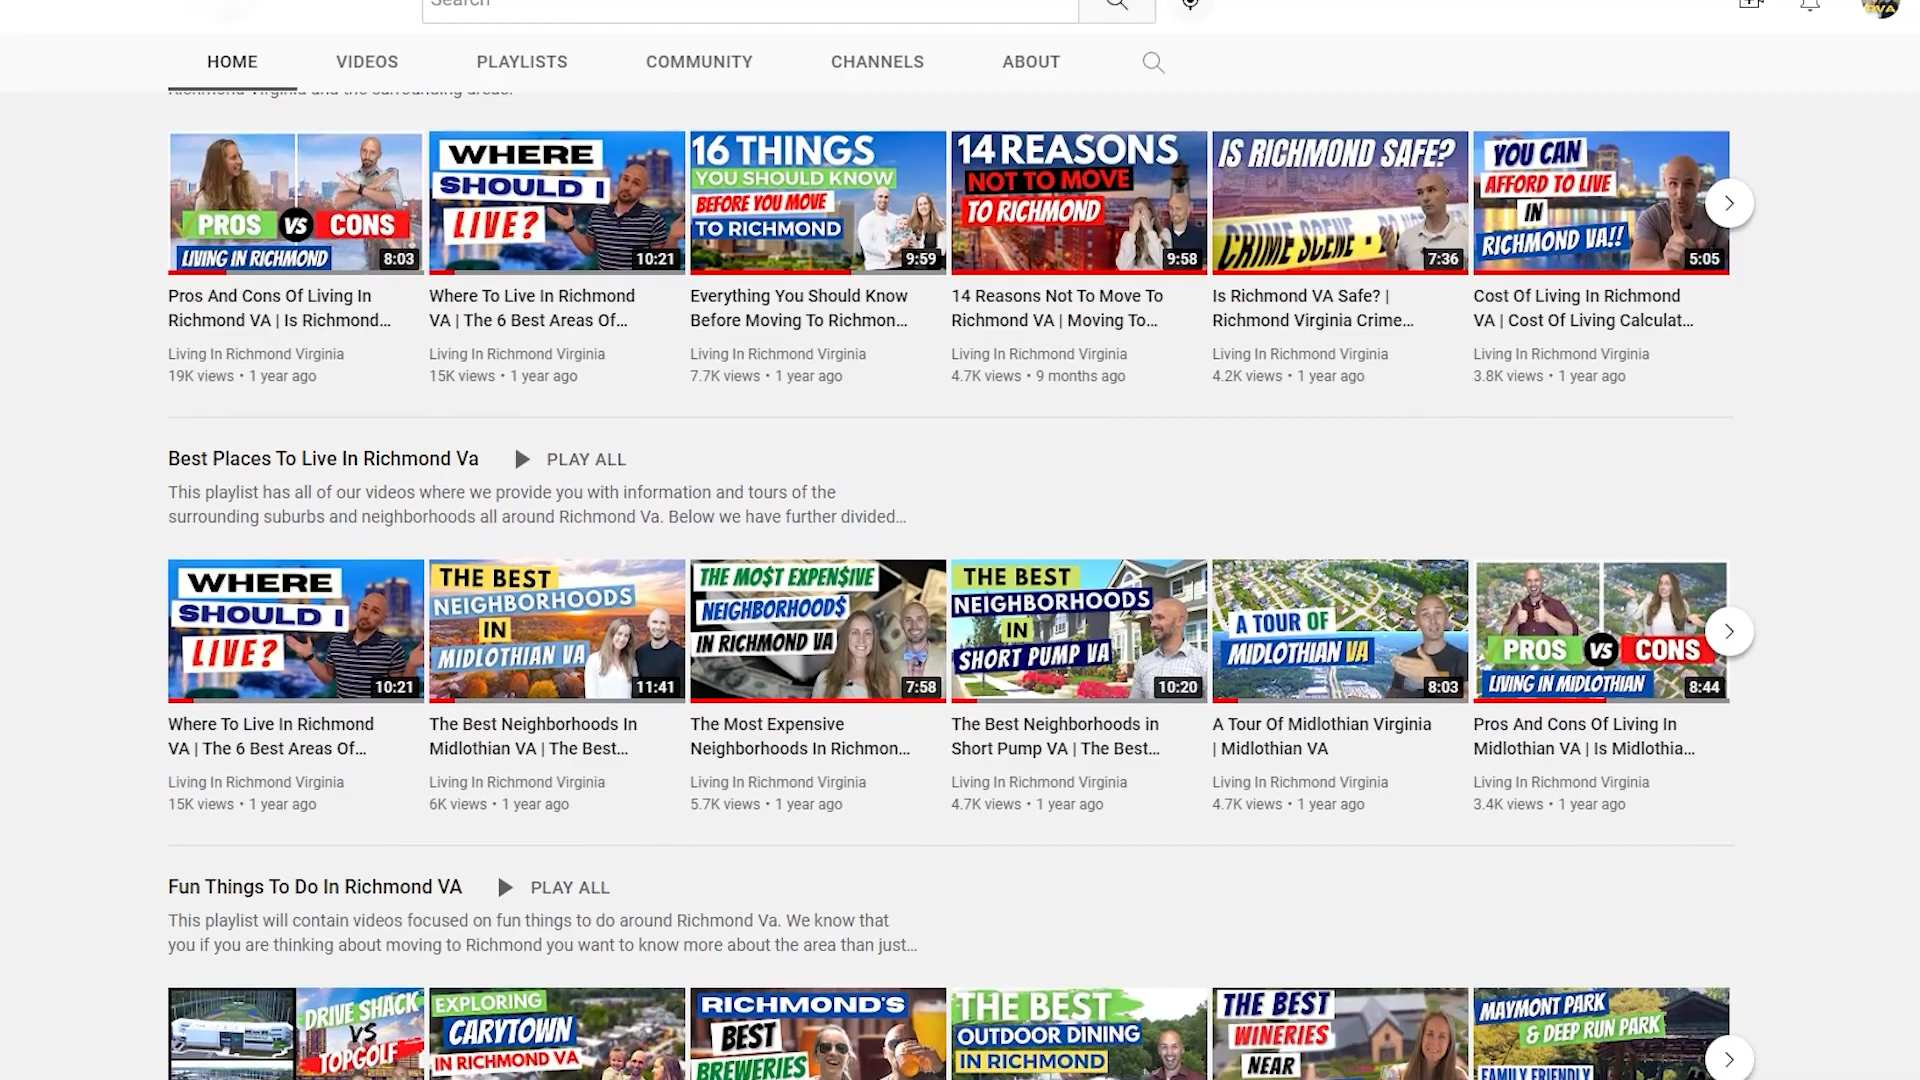 Search
HOME VIDEOS PLAYLISTS COMMUNITY CHANNELS ABOUT
Richmond Virginia and the surrounding areas.
PROS VS CONS
LIVING IN RICHMOND
8:03
WHERE
SHOULD I
LIVE?
10:21
16 THINGS
YOU SHOULD KNOW
BEFORE YOU MOVE
TO RICHMOND
9:59
14 REASONS
NOT TO MOVE
TO RICHMOND
9:58
IS RICHMOND SAFE?
CRIME SCENE
7:36
YOU CAN
AFFORD TO LIVE
IN
RICHMOND VA!!
5:05
Pros And Cons Of Living In
Richmond VA | Is Richmond...
Living In Richmond Virginia
19K views • 1 year ago
Where To Live In Richmond
VA | The 6 Best Areas Of...
Living In Richmond Virginia
15K views • 1 year ago
Everything You Should Know
Before Moving To Richmon...
Living In Richmond Virginia
7.7K views • 1 year ago
14 Reasons Not To Move To
Richmond VA | Moving To...
Living In Richmond Virginia
4.7K views • 9 months ago
Is Richmond VA Safe? |
Richmond Virginia Crime...
Living In Richmond Virginia
4.2K views • 1 year ago
Cost Of Living In Richmond
VA | Cost Of Living Calculat...
Living In Richmond Virginia
3.8K views • 1 year ago
Best Places To Live In Richmond Va PLAY ALL
This playlist has all of our videos where we provide you with information and tours of the
surrounding suburbs and neighborhoods all around Richmond Va. Below we have further divided...
WHERE
SHOULD I
LIVE?
10:21
THE BEST
NEIGHBORHOODS
IN
MIDLOTHIAN VA
11:41
THE MO$T EXPEN$IVE
NEIGHBORHOOD$
IN RICHMOND VA
7:58
THE BEST
NEIGHBORHOODS
IN
SHORT PUMP VA
10:20
A TOUR OF
MIDLOTHIAN VA
8:03
PROS VS CONS
LIVING IN MIDLOTHIAN
8:44
Where To Live In Richmond
VA | The 6 Best Areas Of...
Living In Richmond Virginia
15K views • 1 year ago
The Best Neighborhoods In
Midlothian VA | The Best...
Living In Richmond Virginia
6K views • 1 year ago
The Most Expensive
Neighborhoods In Richmon...
Living In Richmond Virginia
5.7K views • 1 year ago
The Best Neighborhoods in
Short Pump VA | The Best...
Living In Richmond Virginia
4.7K views • 1 year ago
A Tour Of Midlothian Virginia
| Midlothian VA
Living In Richmond Virginia
4.7K views • 1 year ago
Pros And Cons Of Living In
Midlothian VA | Is Midlothia...
Living In Richmond Virginia
3.4K views • 1 year ago
Fun Things To Do In Richmond VA PLAY ALL
This playlist will contain videos focused on fun things to do around Richmond Va. We know that
you if you are thinking about moving to Richmond you want to know more about the area than just...
DRIVE SHACK
VS
TOPGOLF
EXPLORING
CARYTOWN
IN RICHMOND VA
RICHMOND'S
BEST
BREWERIES
THE BEST
OUTDOOR DINING
IN RICHMOND
THE BEST
WINERIES
NEAR
MAYMONT PARK
& DEEP RUN PARK
FAMILY FRIENDLY